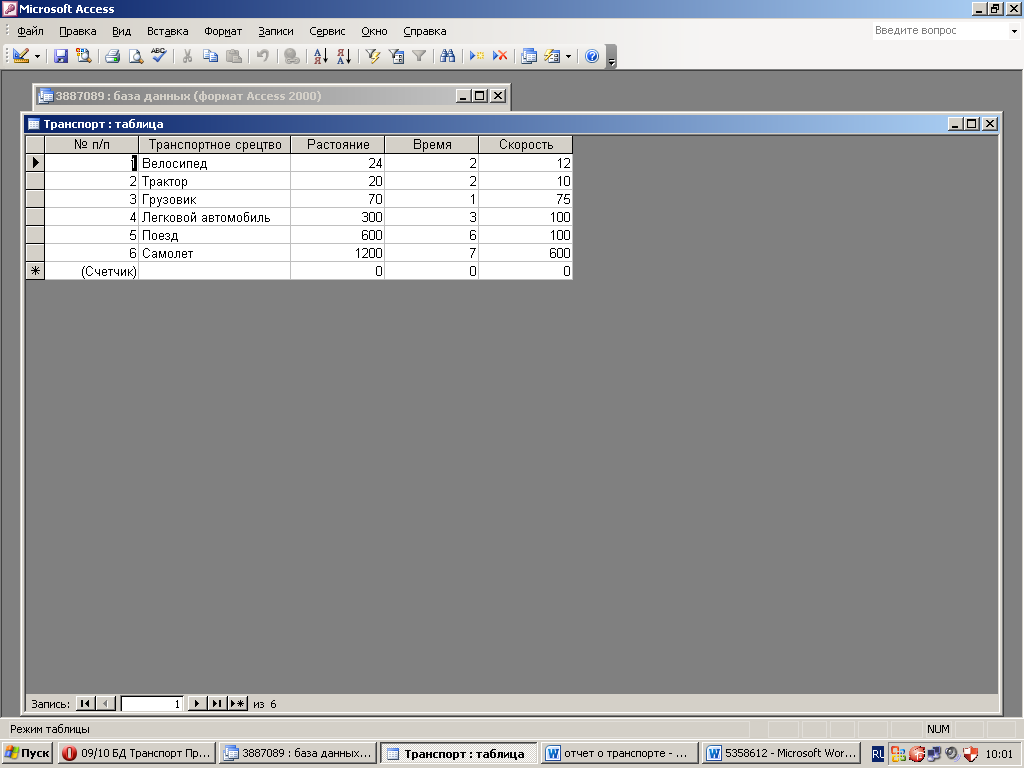 Microsoft Access
Файл Правка Вид Вставка Формат Записи Сервис Окно Справка Введите вопрос
3887089 : база данных (формат Access 2000)
Транспорт : таблица
№ п/п Транспортное срецтво Растояние Время Скорость
1 Велосипед 24 2 12
2 Трактор 20 2 10
3 Грузовик 70 1 75
4 Легковой автомобиль 300 3 100
5 Поезд 600 6 100
6 Самолет 1200 7 600
(Счетчик) 0 0 0
Запись: 1 из 6
Режим таблицы NUM
Пуск 09/10 БД Транспорт Пр... 3887089 : база данных... Транспорт : таблица отчет о транспорте - ... 5358612 - Microsoft Wor... RL 10:01